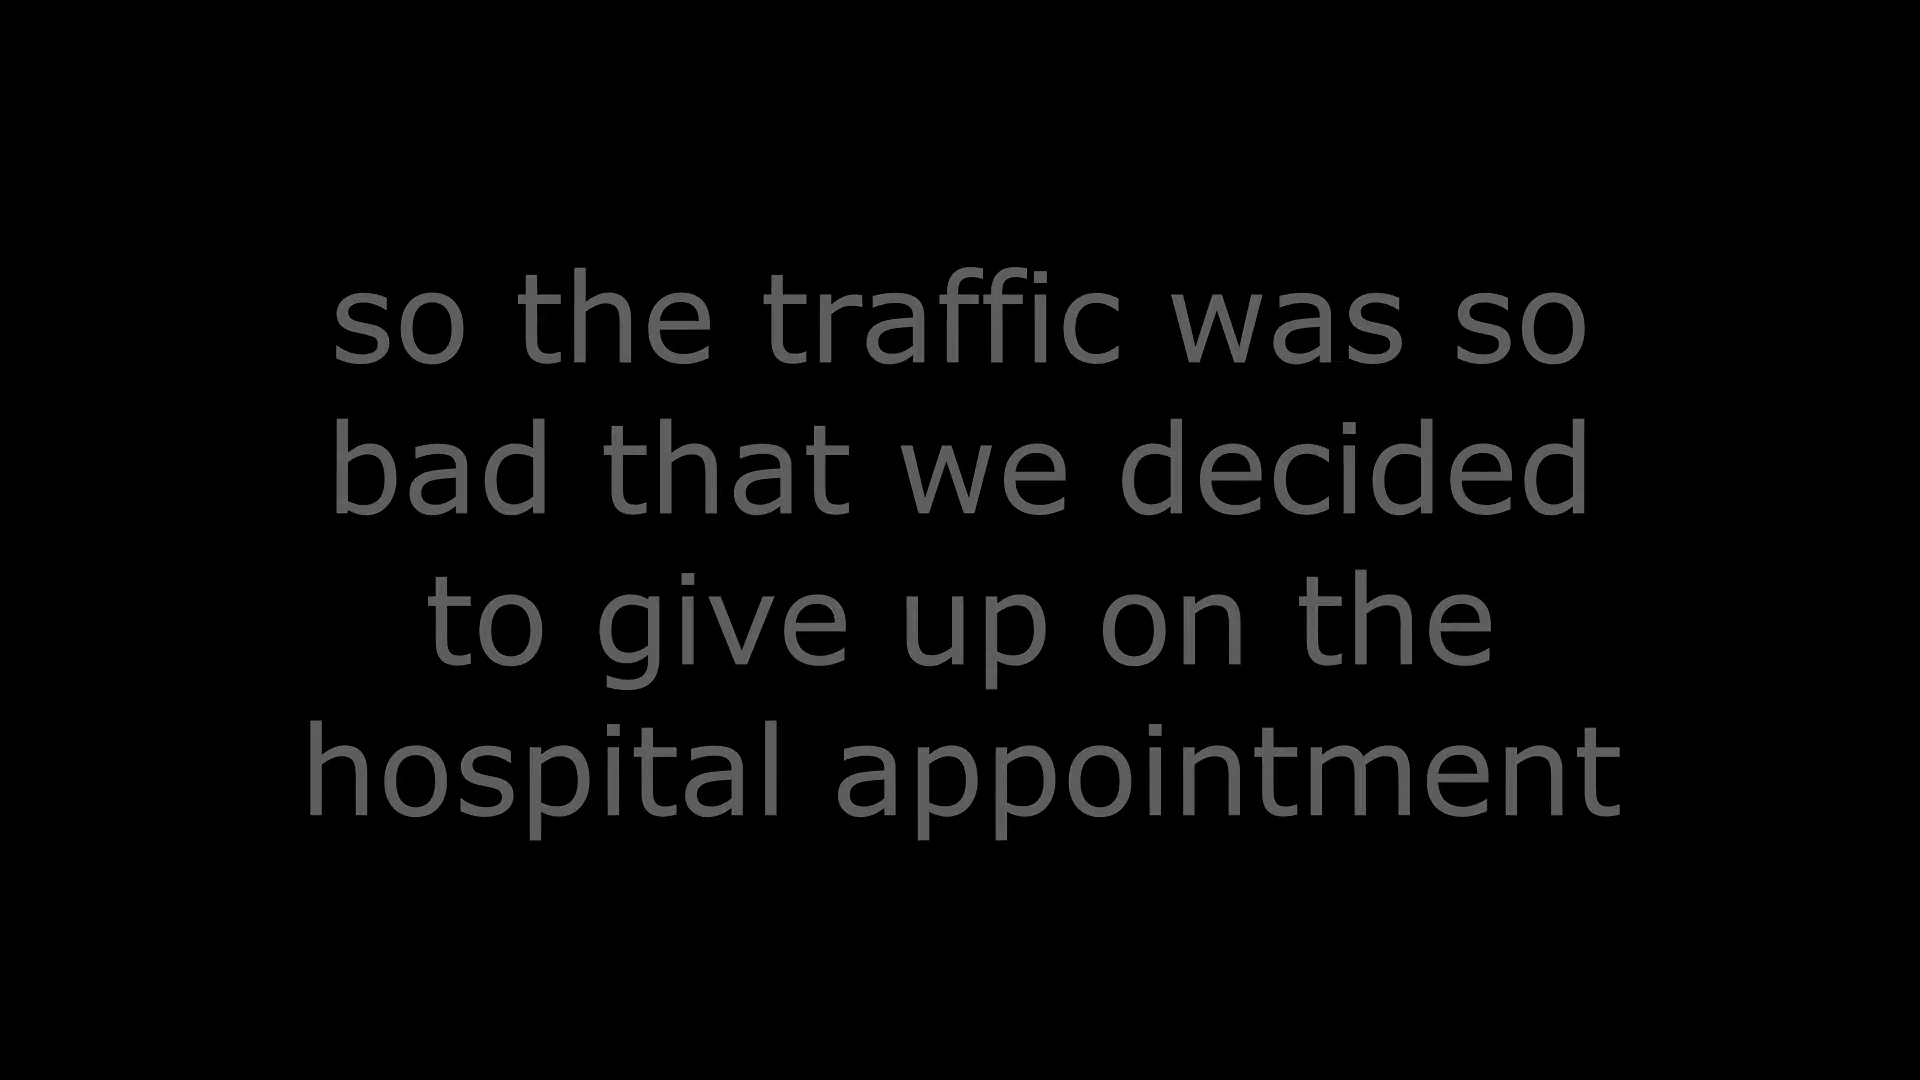 so the traffic was so
bad that we decided
to give up on the
hospital appointment